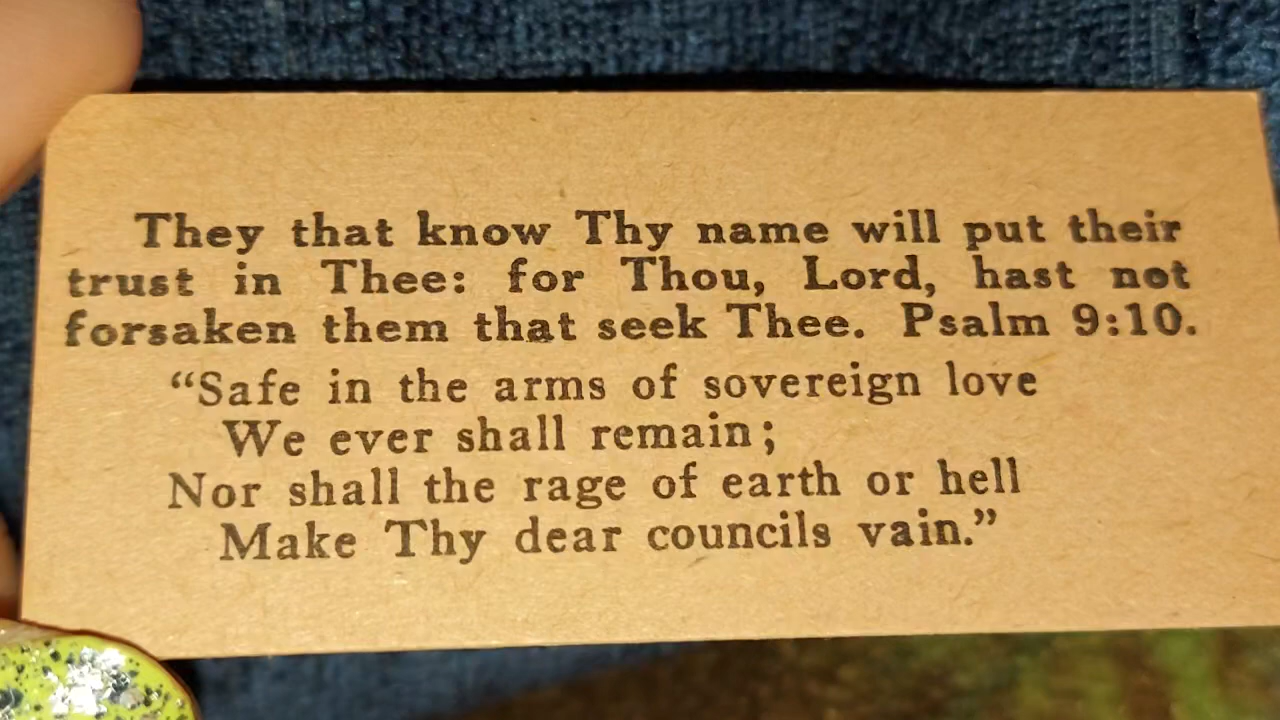 They that know Thy name will put their
trust in Thee: for Thou, Lord, hast not
forsaken them that seek Thee. Psalm 9:10.
“Safe in the arms of sovereign love
We ever shall remain;
Nor shall the rage of earth or hell
Make Thy dear councils vain.”